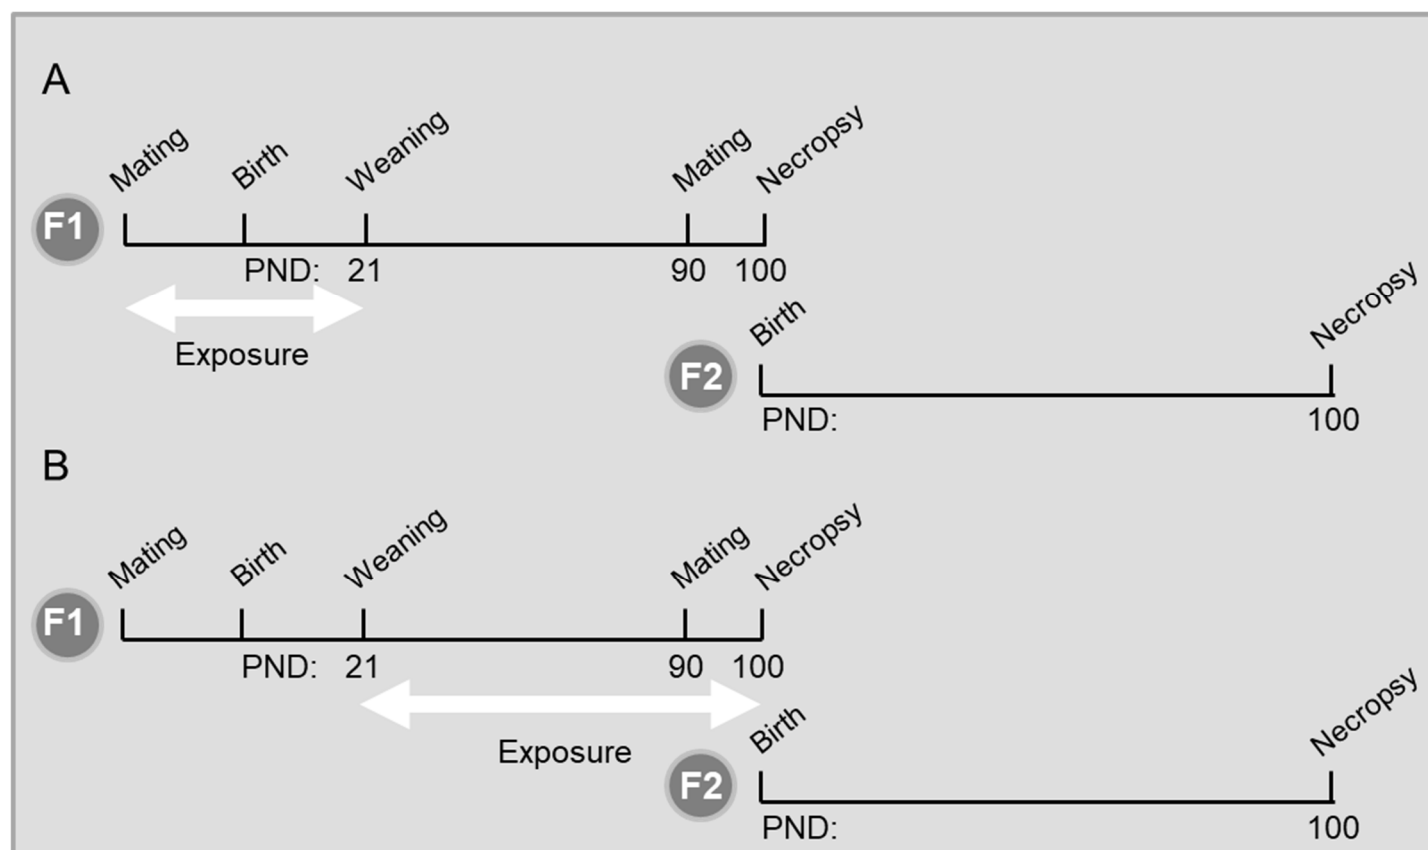 A
Mating Birth Weaning Mating Necropsy
F1
PND: 21 90 100
Exposure
Birth Necropsy
F2
PND: 100
B
Mating Birth Weaning Mating Necropsy
F1
PND: 21 90 100
Exposure
Birth Necropsy
F2
PND: 100